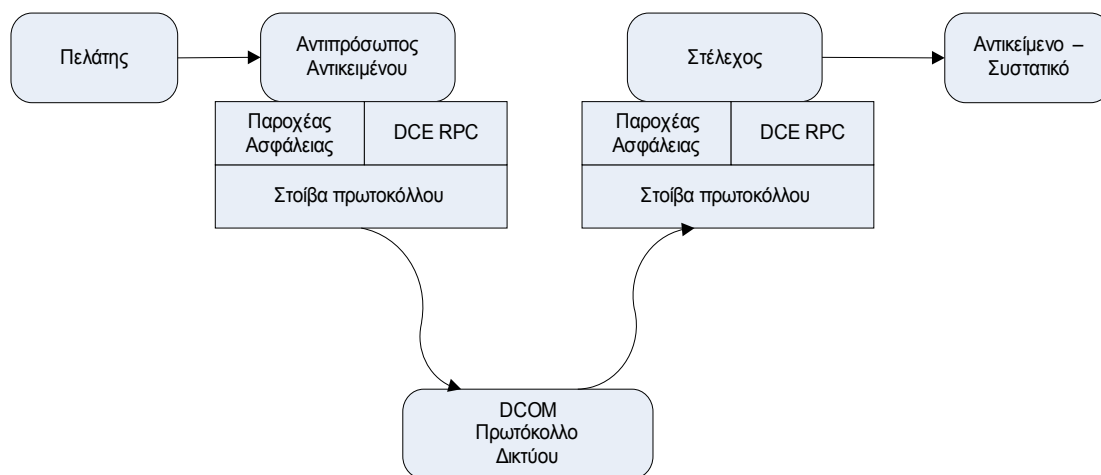 Πελάτης
Αντιπρόσωπος
Αντικειμένου
Στέλεχος
Αντικείμενο –
Συστατικό
Παροχέας
Ασφάλειας
DCE RPC
Στοίβα πρωτοκόλλου
Παροχέας
Ασφάλειας
DCE RPC
Στοίβα πρωτοκόλλου
DCOM
Πρωτόκολλο
Δικτύου